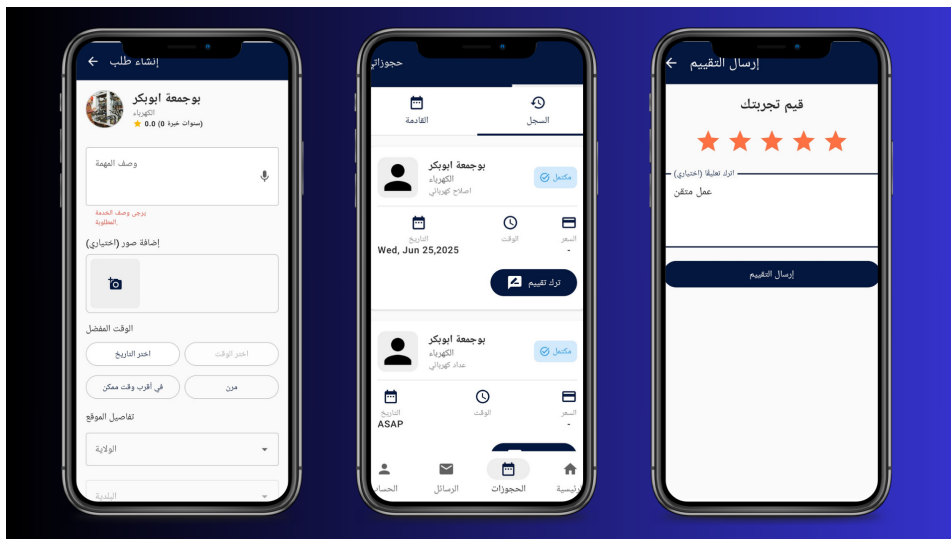 إنشاء طلب
بوجمعة ابوبكر
الكهرباء
0.0 (0 سنوات خبرة)
وصف المهمة
يرجى وصف الخدمة
المطلوبة.
إضافة صور (اختياري)
الوقت المفضل
اختر التاريخ
اختر الوقت
في أقرب وقت ممكن
مرن
تفاصيل الموقع
الولاية
البلدية
حجوزاتي
القادمة
السجل
بوجمعة ابوبكر
الكهرباء
اصلاح كهربائي
مكتمل
التاريخ
الوقت
السعر
Wed, Jun 25,2025
-
ترك تقييم
بوجمعة ابوبكر
الكهرباء
عداد كهربائي
مكتمل
التاريخ
الوقت
السعر
ASAP
-
الحساب
الرسائل
الحجوزات
الرئيسية
إرسال التقييم
قيم تجربتك
اترك تعليقا (اختياري)
عمل متقن
إرسال التقييم